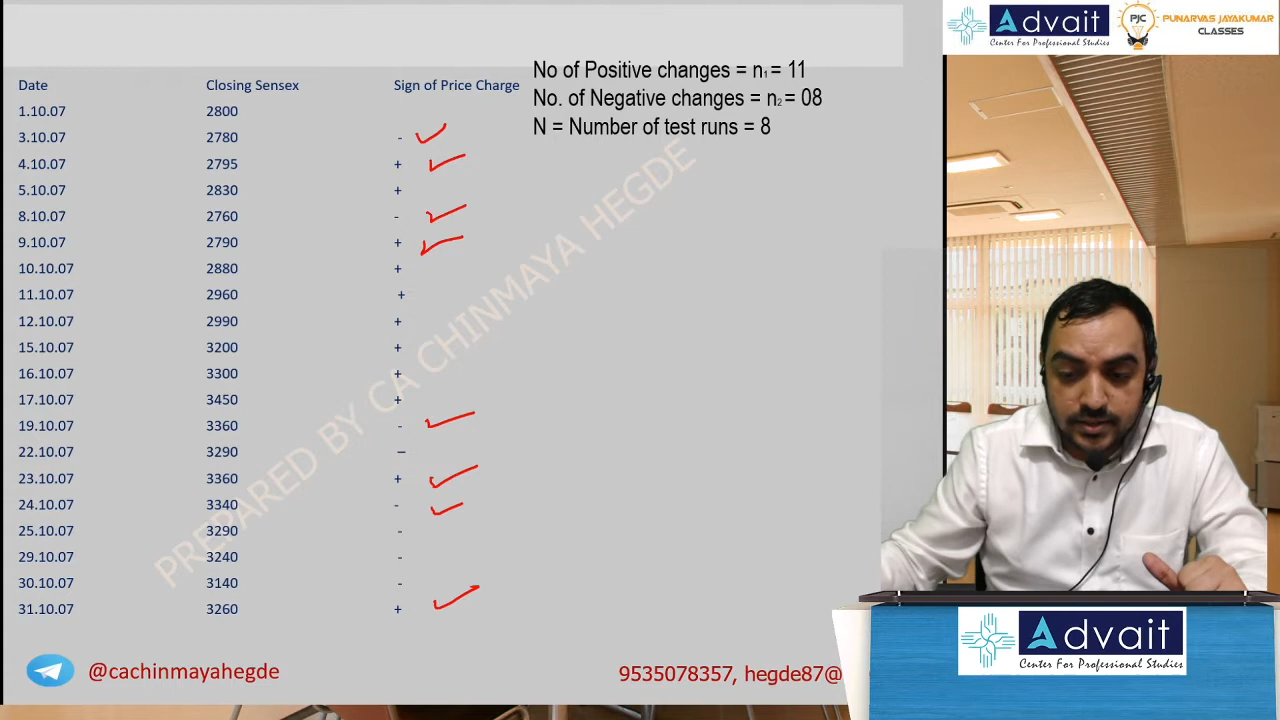 Advait
Center For Professional Studies
PJC
PUNARVAS JAYAKUMAR
CLASSES
No of Positive changes = n₁ = 11
No. of Negative changes = n₂ = 08
N = Number of test runs = 8
Date Closing Sensex Sign of Price Charge
1.10.07 2800
3.10.07 2780 -
4.10.07 2795 +
5.10.07 2830 +
8.10.07 2760 -
9.10.07 2790 +
10.10.07 2880 +
11.10.07 2960 +
12.10.07 2990 +
15.10.07 3200 +
16.10.07 3300 +
17.10.07 3450 +
19.10.07 3360 -
22.10.07 3290 –
23.10.07 3360 +
24.10.07 3340 -
25.10.07 3290 -
29.10.07 3240 -
30.10.07 3140 -
31.10.07 3260 +
PREPARED BY CA CHINMAYA HEGDE
@cachinmayahegde
9535078357, hegde87@
Advait
Center For Professional Studies